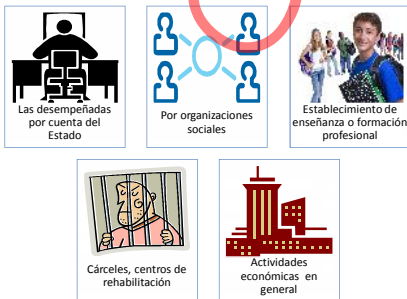 Las desempeñadas
por cuenta del
Estado
Por organizaciones
sociales
Establecimiento de
enseñanza o formación
profesional
Cárceles, centros de
rehabilitación
Actividades
económicas en
general